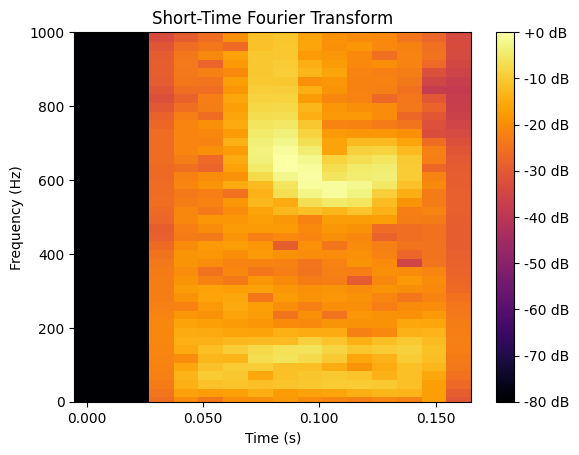 Short-Time Fourier Transform
1000
800
600
400
200
0
Frequency (Hz)
0.000
0.050
0.100
0.150
Time (s)
+0 dB
-10 dB
-20 dB
-30 dB
-40 dB
-50 dB
-60 dB
-70 dB
-80 dB